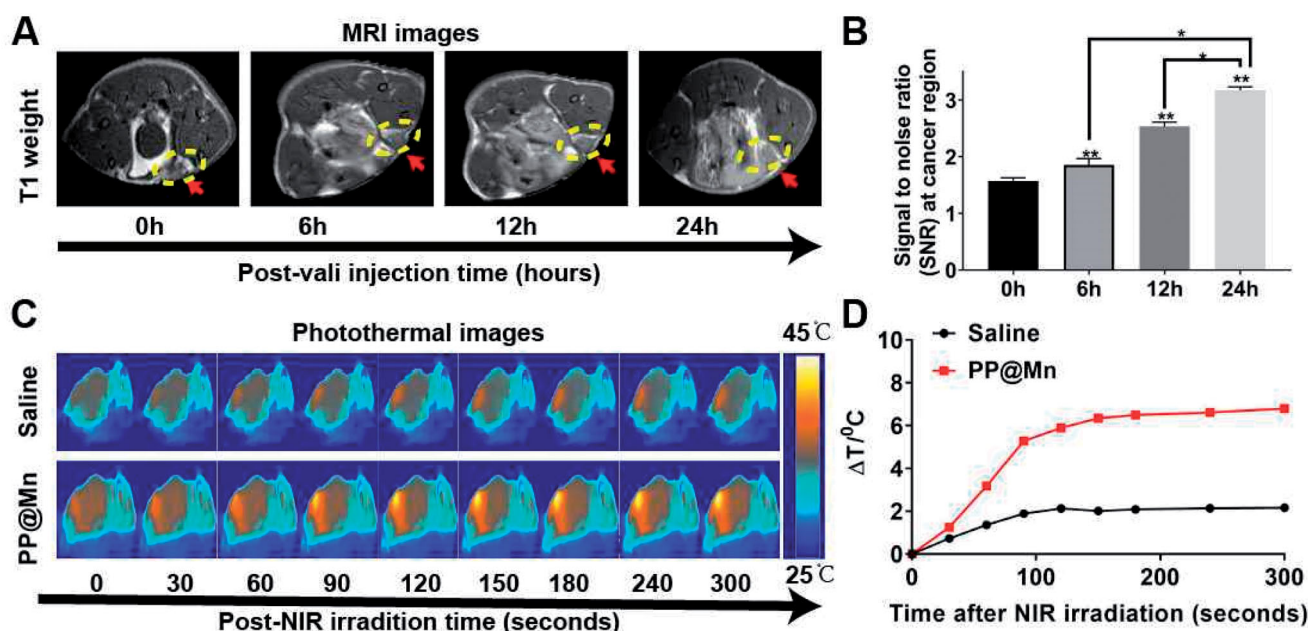 A
MRI images
T1 weight
0h
6h
12h
24h
Post-vali injection time (hours)
B
Signal to noise ratio
(SNR) at cancer region
3
2
1
0
**
**
**
*
*
0h
6h
12h
24h
C
Photothermal images
45℃
Saline
PP@Mn
25℃
0 30 60 90 120 150 180 240 300
Post-NIR irradition time (seconds)
D
Saline
PP@Mn
ΔT/⁰C
10
8
6
4
2
0
0 100 200 300
Time after NIR irradiation (seconds)